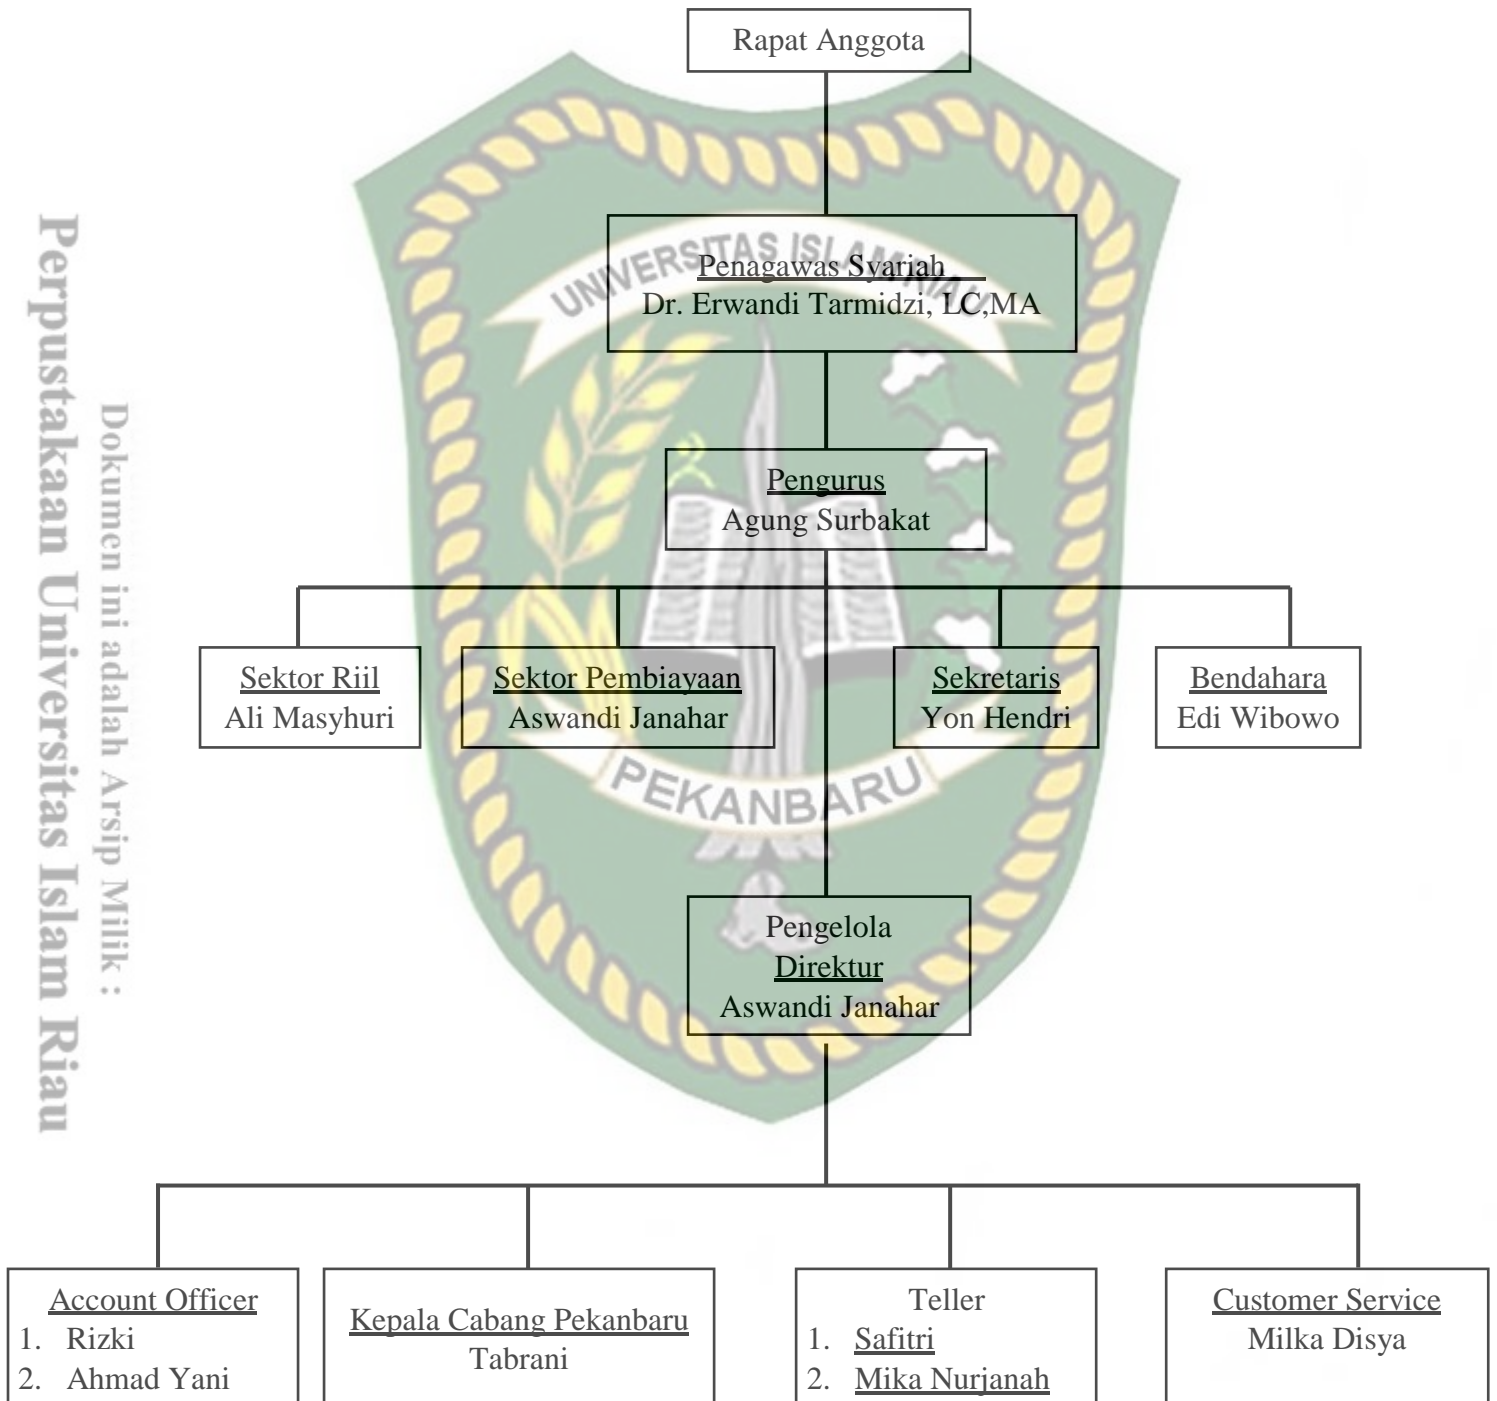 Rapat Anggota
UNIVERSITAS ISLAM RIAU
Penagawas Syariah
Dr. Erwandi Tarmidzi, LC,MA
Pengurus
Agung Surbakat
Sektor Riil
Ali Masyhuri
Sektor Pembiayaan
Aswandi Janahar
Sekretaris
Yon Hendri
Bendahara
Edi Wibowo
PEKANBARU
Pengelola
Direktur
Aswandi Janahar
Account Officer
1. Rizki
2. Ahmad Yani
Kepala Cabang Pekanbaru
Tabrani
Teller
1. Safitri
2. Mika Nurjanah
Customer Service
Milka Disya
Dokumen ini adalah Arsip Milik :
Perpustakaan Universitas Islam Riau